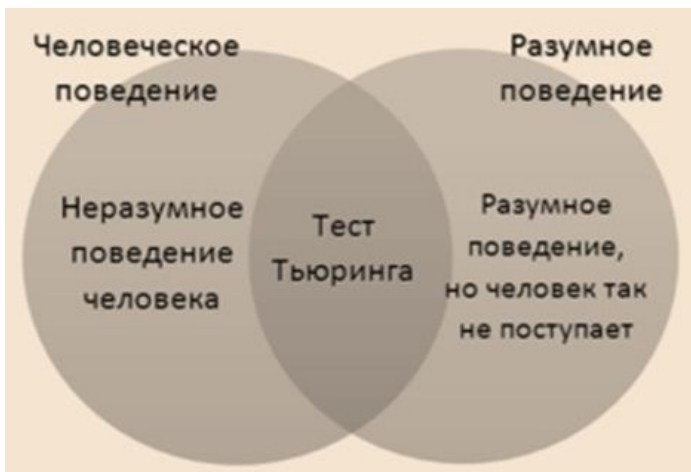 Человеческое
поведение
Разумное
поведение
Неразумное
поведение
человека
Тест
Тьюринга
Разумное
поведение,
но человек так
не поступает